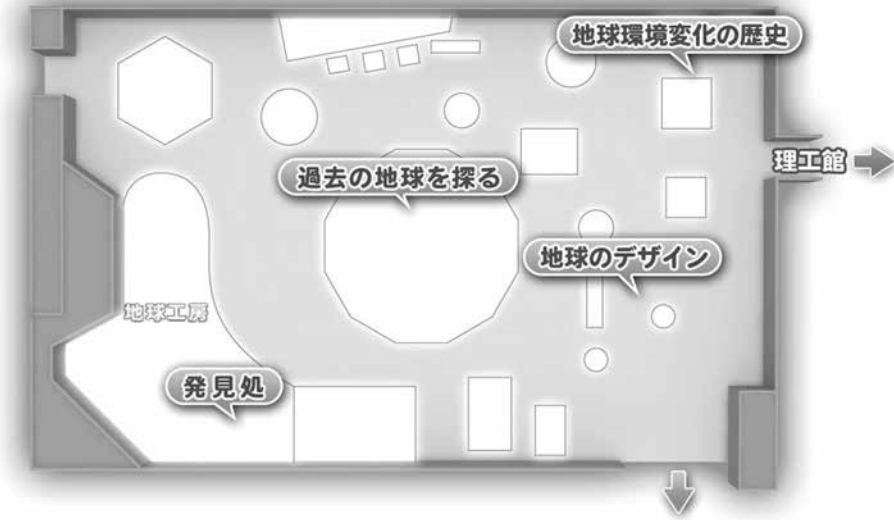 地球環境変化の歴史
理工館
過去の地球を探る
地球のデザイン
地球工房
発見処